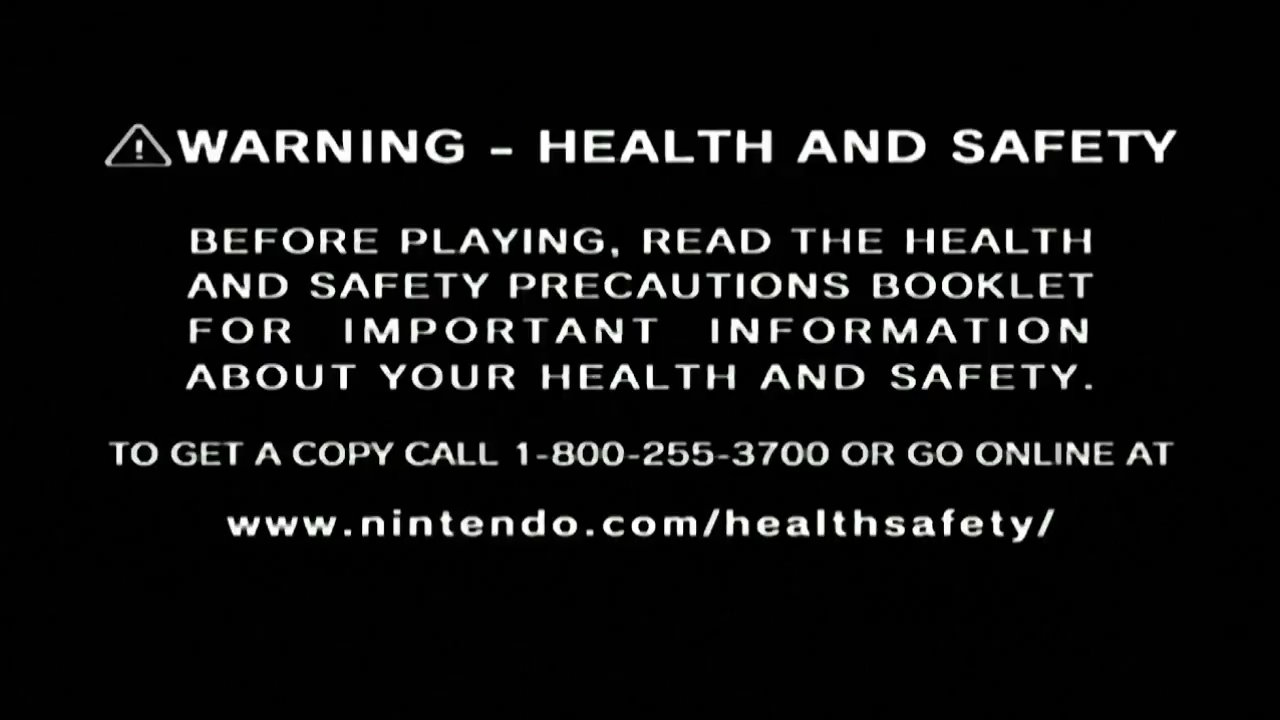 WARNING - HEALTH AND SAFETY
BEFORE PLAYING, READ THE HEALTH
AND SAFETY PRECAUTIONS BOOKLET
FOR IMPORTANT INFORMATION
ABOUT YOUR HEALTH AND SAFETY.
TO GET A COPY CALL 1-800-255-3700 OR GO ONLINE AT
www.nintendo.com/healthsafety/